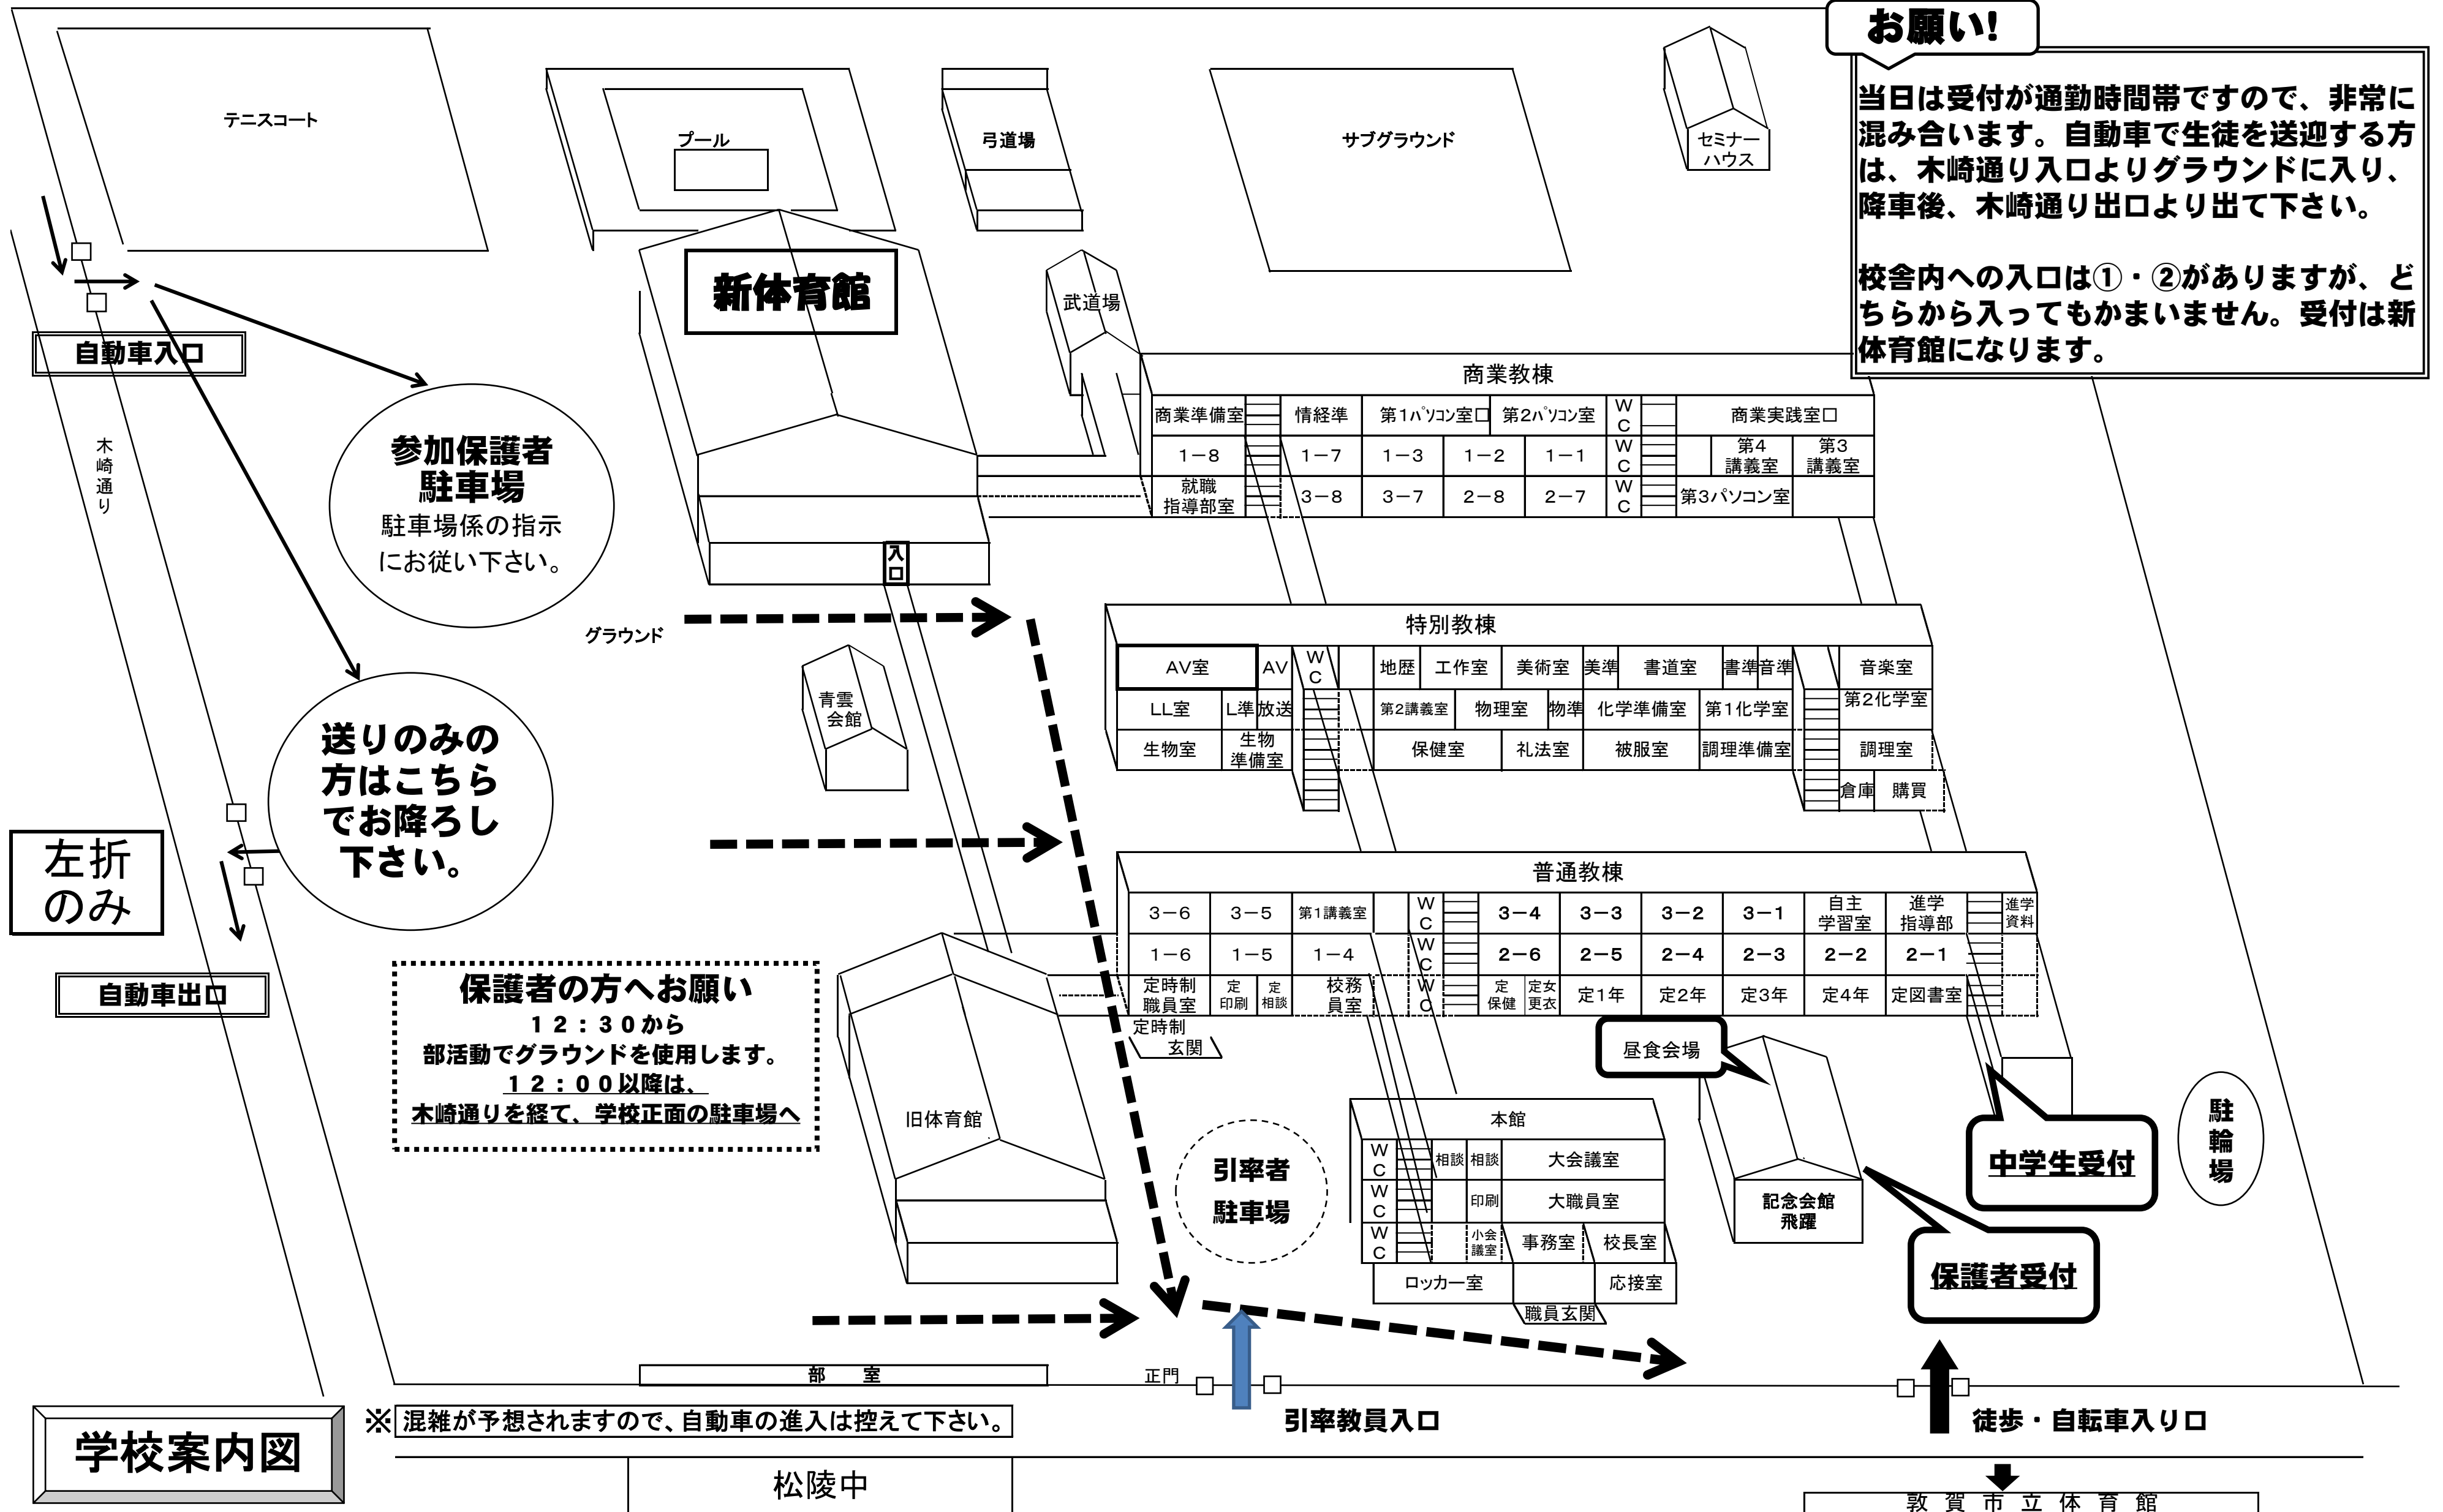 お願い!
当日は受付が通勤時間帯ですので、非常に
混み合います。自動車で生徒を送迎する方
は、木崎通り入口よりグラウンドに入り、
降車後、木崎通り出口より出て下さい。
校舎内への入口は①・②がありますが、ど
ちらから入ってもかまいません。受付は新
体育館になります。
テニスコート
プール
弓道場
サブグラウンド
セミナー
ハウス
新体育館
武道場
自動車入口
木崎通り
参加保護者
駐車場
駐車場係の指示
にお従い下さい。
商業教棟
商業準備室 情経準 第1パソコン室□ 第2パソコン室 WC 商業実践室□
1-8 1-7 1-3 1-2 1-1 WC 第4講義室 第3講義室
就職指導部室 3-8 3-7 2-8 2-7 WC 第3パソコン室
入口
グラウンド
青雲
会館
特別教棟
AV室 AV WC 地歴 工作室 美術室 美準 書道室 書準 音準 音楽室
LL室 L準 放送 第2講義室 物理室 物準 化学準備室 第1化学室 第2化学室
生物室 生物準備室 保健室 礼法室 被服室 調理準備室 調理室
倉庫 購買
送りのみの
方はこちら
でお降ろし
下さい。
左折
のみ
自動車出口
普通教棟
3-6 3-5 第1講義室 WC 3-4 3-3 3-2 3-1 自主学習室 進学指導部 進学資料
1-6 1-5 1-4 WC 2-6 2-5 2-4 2-3 2-2 2-1
定時制職員室 定印刷 定相談 校務員室 WC 定保健 定女更衣 定1年 定2年 定3年 定4年 定図書室
定時制
玄関
保護者の方へお願い
12:30から
部活動でグラウンドを使用します。
12:00以降は、
木崎通りを経て、学校正面の駐車場へ
旧体育館
引率者
駐車場
昼食会場
本館
WC 相談 相談 大会議室
WC 印刷 大職員室
WC 小会議室 事務室 校長室
ロッカー室 応接室
職員玄関
記念会館
飛躍
中学生受付
保護者受付
駐輪場
部 室
正門
※混雑が予想されますので、自動車の進入は控えて下さい。
引率教員入口
徒歩・自転車入り口
学校案内図
松陵中
敦賀市立体育館